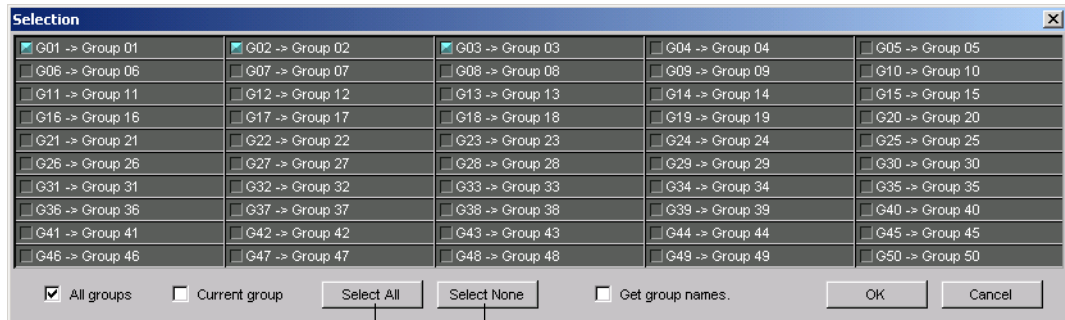 Selection
G01 -> Group 01 G02 -> Group 02 G03 -> Group 03 G04 -> Group 04 G05 -> Group 05
G06 -> Group 06 G07 -> Group 07 G08 -> Group 08 G09 -> Group 09 G10 -> Group 10
G11 -> Group 11 G12 -> Group 12 G13 -> Group 13 G14 -> Group 14 G15 -> Group 15
G16 -> Group 16 G17 -> Group 17 G18 -> Group 18 G19 -> Group 19 G20 -> Group 20
G21 -> Group 21 G22 -> Group 22 G23 -> Group 23 G24 -> Group 24 G25 -> Group 25
G26 -> Group 26 G27 -> Group 27 G28 -> Group 28 G29 -> Group 29 G30 -> Group 30
G31 -> Group 31 G32 -> Group 32 G33 -> Group 33 G34 -> Group 34 G35 -> Group 35
G36 -> Group 36 G37 -> Group 37 G38 -> Group 38 G39 -> Group 39 G40 -> Group 40
G41 -> Group 41 G42 -> Group 42 G43 -> Group 43 G44 -> Group 44 G45 -> Group 45
G46 -> Group 46 G47 -> Group 47 G48 -> Group 48 G49 -> Group 49 G50 -> Group 50
All groups Current group Select All Select None Get group names. OK Cancel